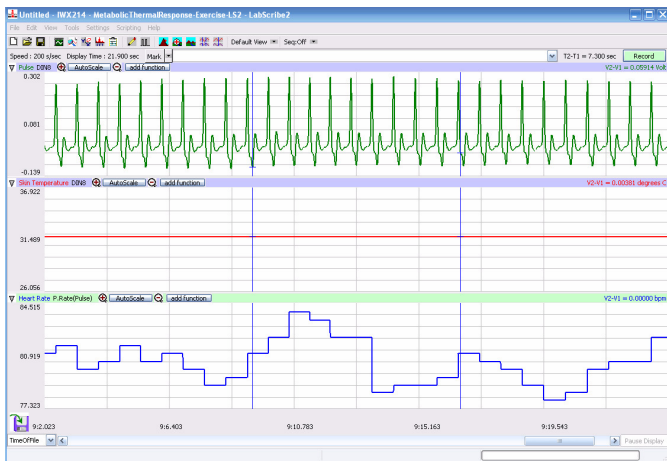 Untitled - IWX214 - MetabolicThermalResponse-Exercise-LS2 - LabScribe2
File Edit View Tools Settings Scripting Help
Default View Seq:Off
Speed : 200 s/sec Display Time : 21.900 sec Mark T2-T1 = 7.300 sec Record
Pulse DIN8 AutoScale add function V2-V1 = 0.05914 Volt
0.302
0.081
-0.139
Skin Temperature DIN8 AutoScale add function V2-V1 = 0.00381 degrees C
36.922
31.489
26.056
Heart Rate P.Rate(Pulse) AutoScale add function V2-V1 = 0.00000 bpm
84.515
80.919
77.323
9:2.023 9:6.403 9:10.783 9:15.163 9:19.543
TimeOfFile Pause Display